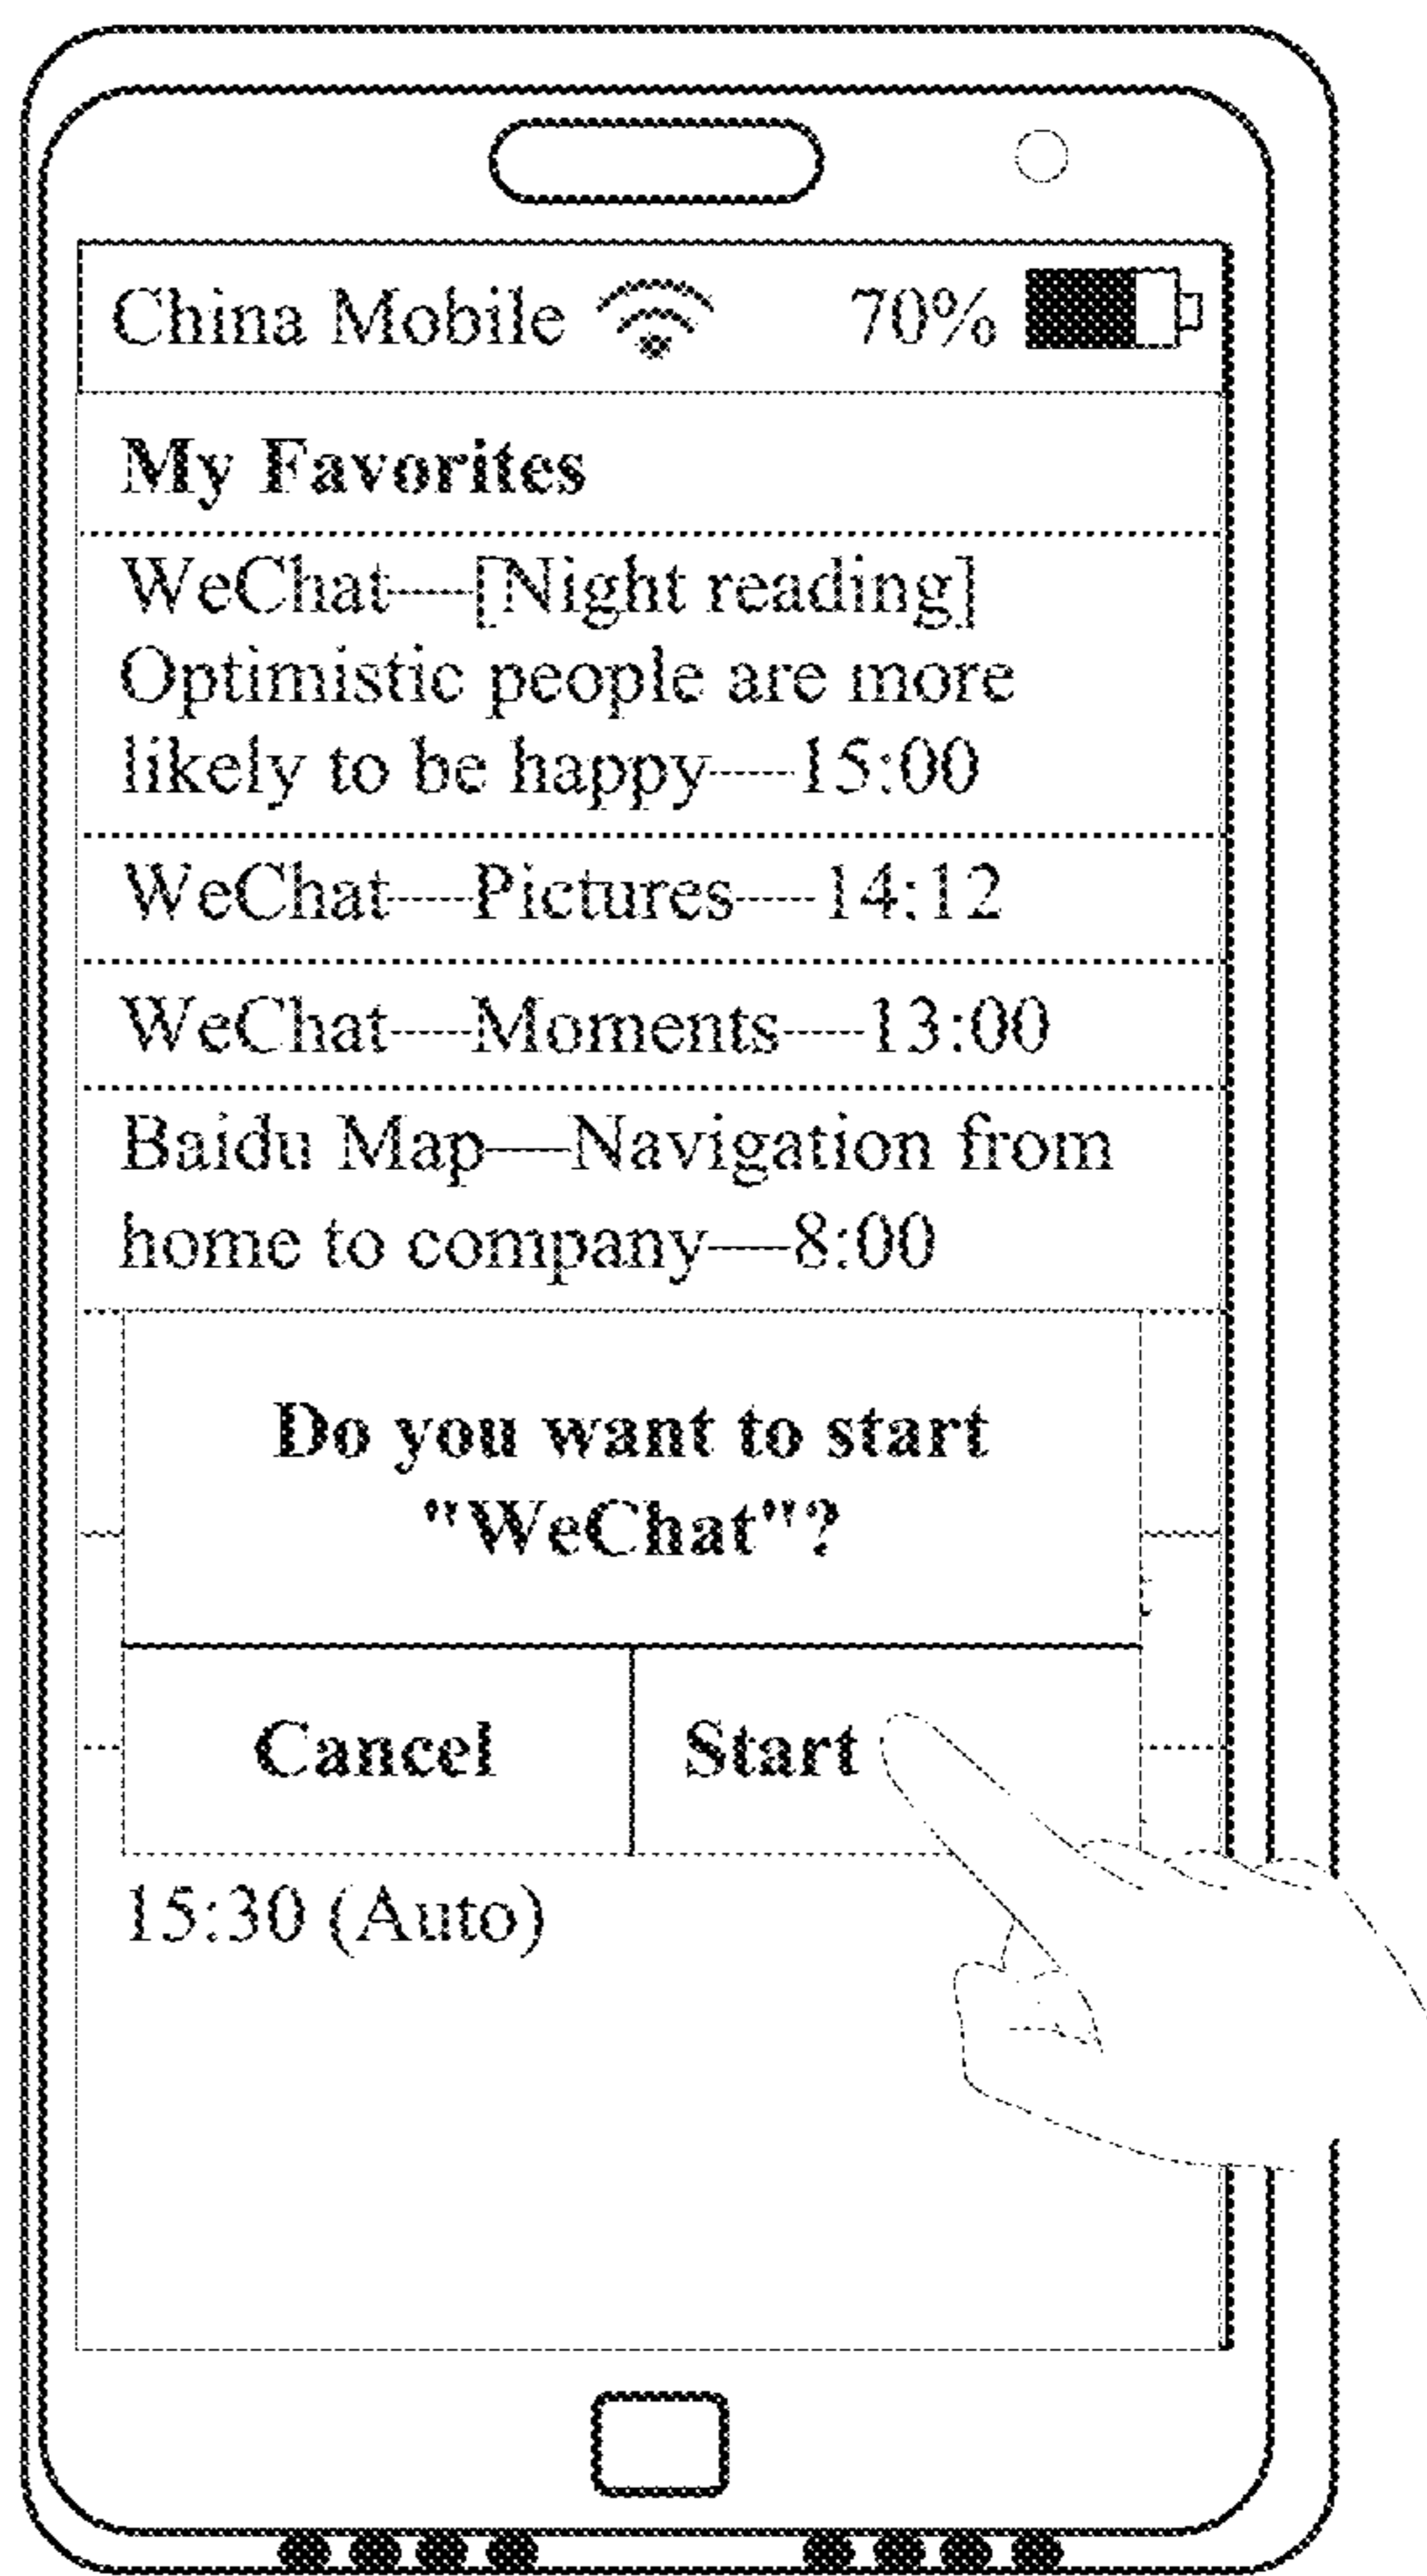 China Mobile 70%
My Favorites
WeChat—[Night reading]
Optimistic people are more
likely to be happy—15:00
WeChat—Pictures—14:12
WeChat—Moments—13:00
Baidu Map—Navigation from
home to company—8:00
Do you want to start
"WeChat"?
Cancel Start
15:30 (Auto)